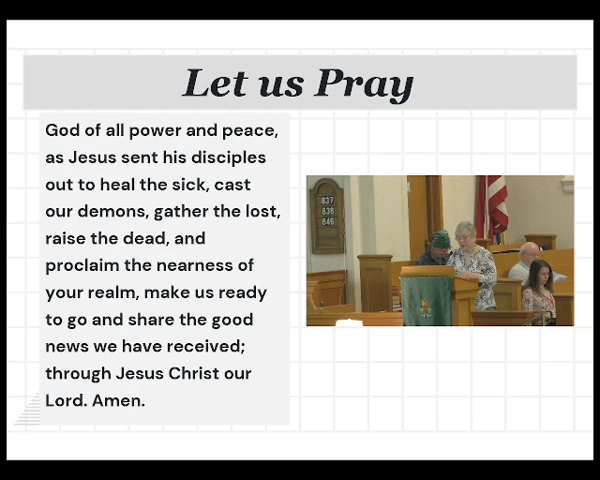 Let us Pray
God of all power and peace,
as Jesus sent his disciples
out to heal the sick, cast
our demons, gather the lost,
raise the dead, and
proclaim the nearness of
your realm, make us ready
to go and share the good
news we have received;
through Jesus Christ our
Lord. Amen.
837
836
846